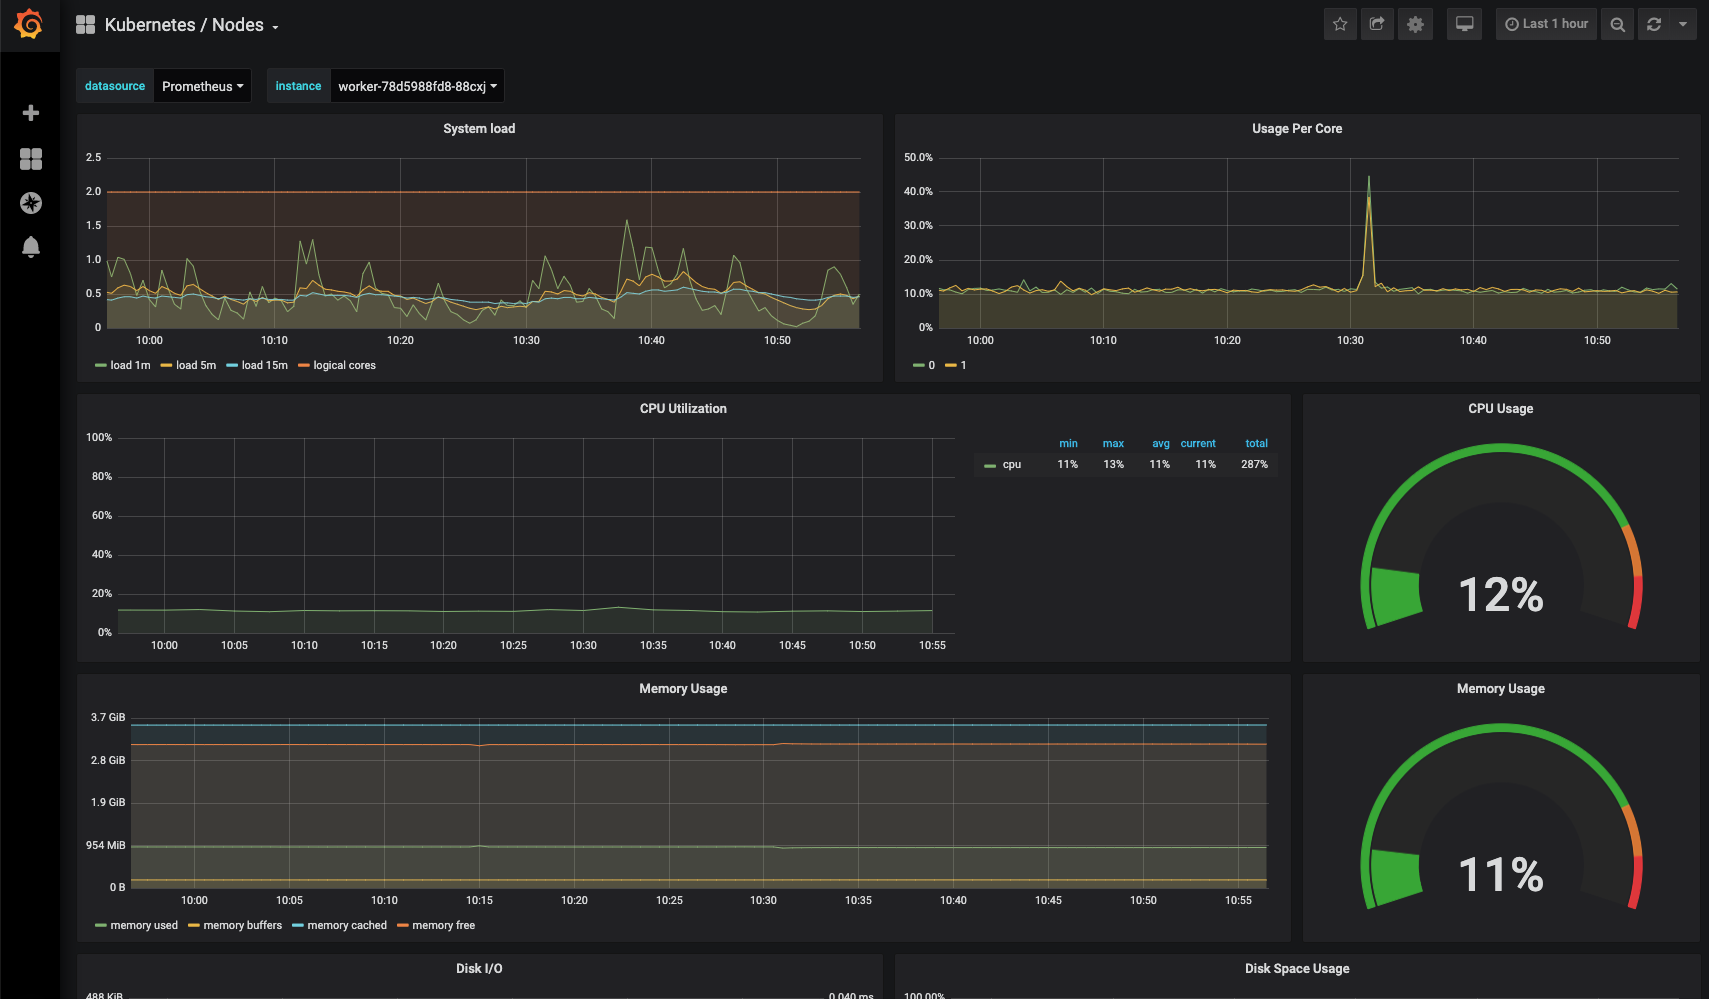 Kubernetes / Nodes
Last 1 hour
datasource Prometheus instance worker-78d5988fd8-88cxj
System load
2.5
2.0
1.5
1.0
0.5
0
10:00 10:10 10:20 10:30 10:40 10:50
load 1m load 5m load 15m logical cores
Usage Per Core
50.0%
40.0%
30.0%
20.0%
10.0%
0%
10:00 10:10 10:20 10:30 10:40 10:50
0 1
CPU Utilization
100%
80%
60%
40%
20%
0%
10:00 10:05 10:10 10:15 10:20 10:25 10:30 10:35 10:40 10:45 10:50 10:55
min max avg current total
cpu 11% 13% 11% 11% 287%
CPU Usage
12%
Memory Usage
3.7 GiB
2.8 GiB
1.9 GiB
954 MiB
0 B
10:00 10:05 10:10 10:15 10:20 10:25 10:30 10:35 10:40 10:45 10:50 10:55
memory used memory buffers memory cached memory free
Memory Usage
11%
Disk I/O
488 KiB 0.040 ms
Disk Space Usage
100.00%